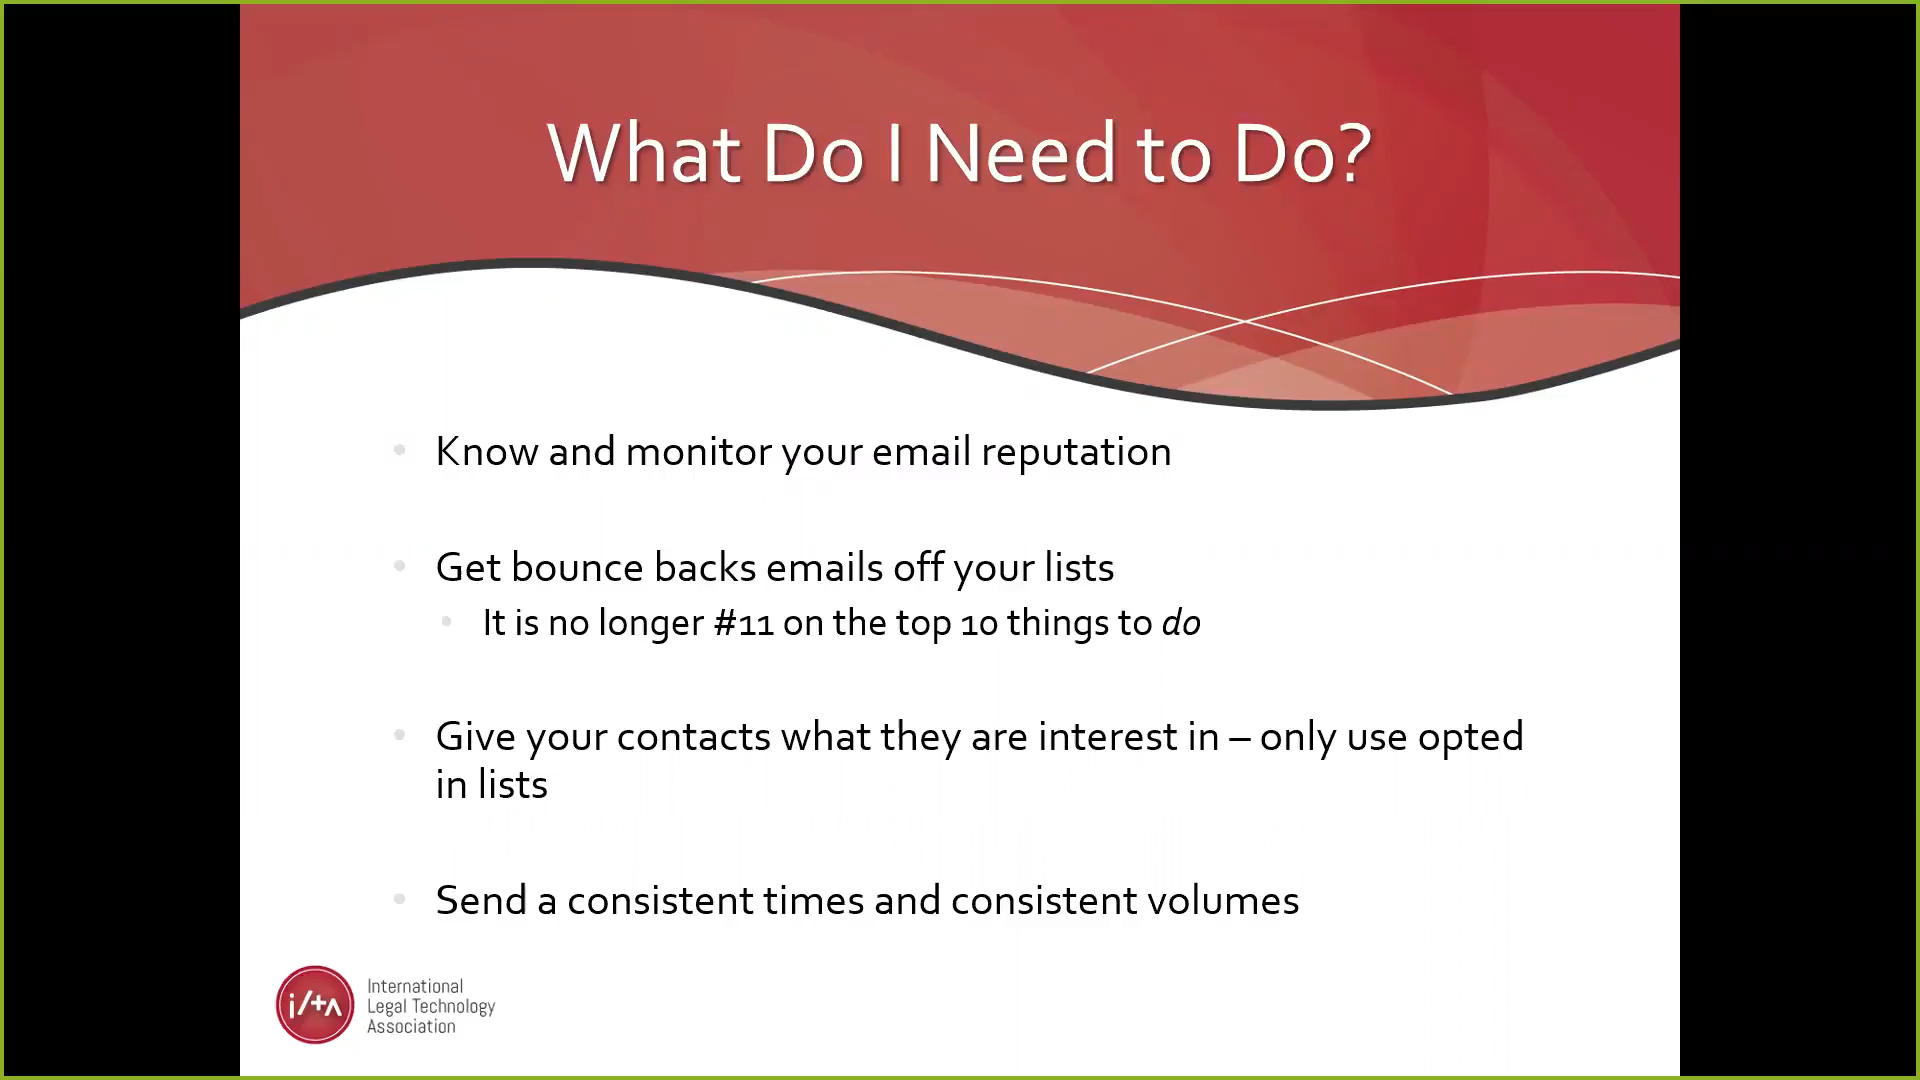 What Do I Need to Do?
• Know and monitor your email reputation
• Get bounce backs emails off your lists
• It is no longer #11 on the top 10 things to do
• Give your contacts what they are interest in – only use opted
in lists
• Send a consistent times and consistent volumes
i/+∧
International
Legal Technology
Association